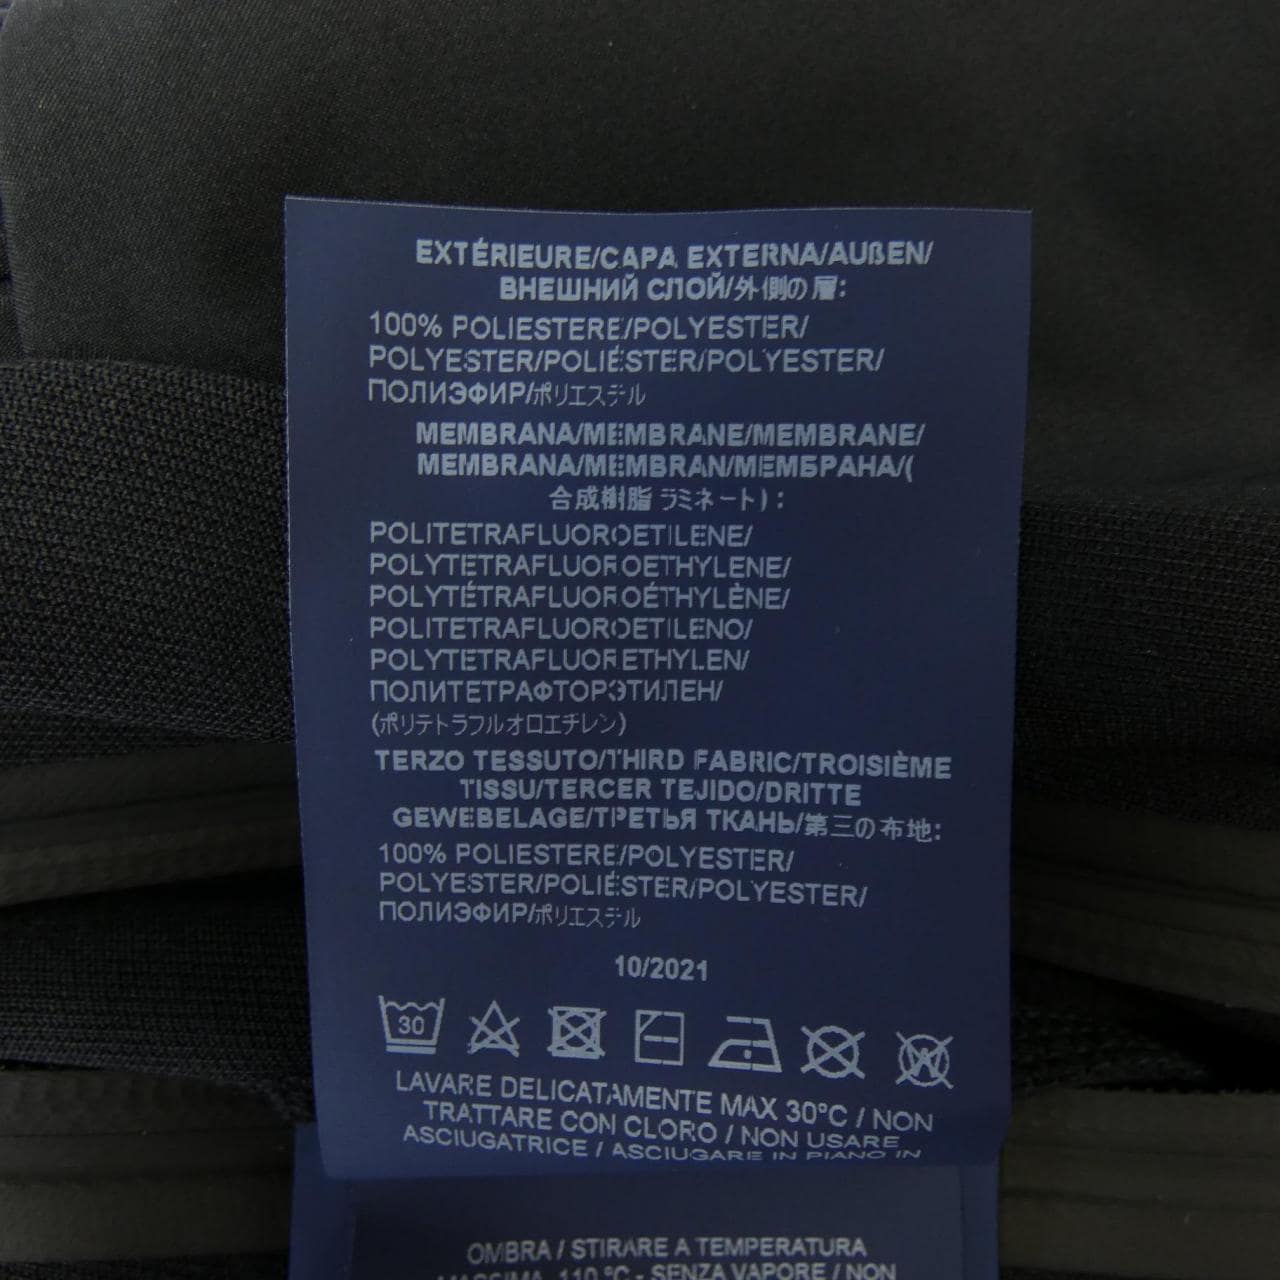 EXTÉRIEURE/CAPA EXTERNA/AUßEN/
ВНЕШНИЙ СЛОЙ/外側の層:
100% POLIESTERE/POLYESTER/
POLYESTER/POLIÉSTER/POLYESTER/
ПОЛИЭФИР/ポリエステル
MEMBRANA/MEMBRANE/MEMBRANE/
MEMBRANA/MEMBRAN/МЕМБРАНА/(
合成樹脂 ラミネート):
POLITETRAFLUOROETILENE/
POLYTETRAFLUOROETHYLENE/
POLYTÉTRAFLUOROÉTHYLÈNE/
POLITETRAFLUOROETILENO/
POLYTETRAFLUORETHYLEN/
ПОЛИТЕТРАФТОРЭТИЛЕН/
(ポリテトラフルオロエチレン)
TERZO TESSUTO/THIRD FABRIC/TROISIÈME
TISSU/TERCER TEJIDO/DRITTE
GEWEBELAGE/ТРЕТЬЯ ТКАНЬ/第三の布地:
100% POLIESTERE/POLYESTER/
POLYESTER/POLIÉSTER/POLYESTER/
ПОЛИЭФИР/ポリエステル
10/2021
30
W
LAVARE DELICATAMENTE MAX 30°C / NON
TRATTARE CON CLORO / NON USARE
ASCIUGATRICE / ASCIUGARE IN PIANO IN
OMBRA / STIRARE A TEMPERATURA
MASSIMA 110 °C - SENZA VAPORE / NON